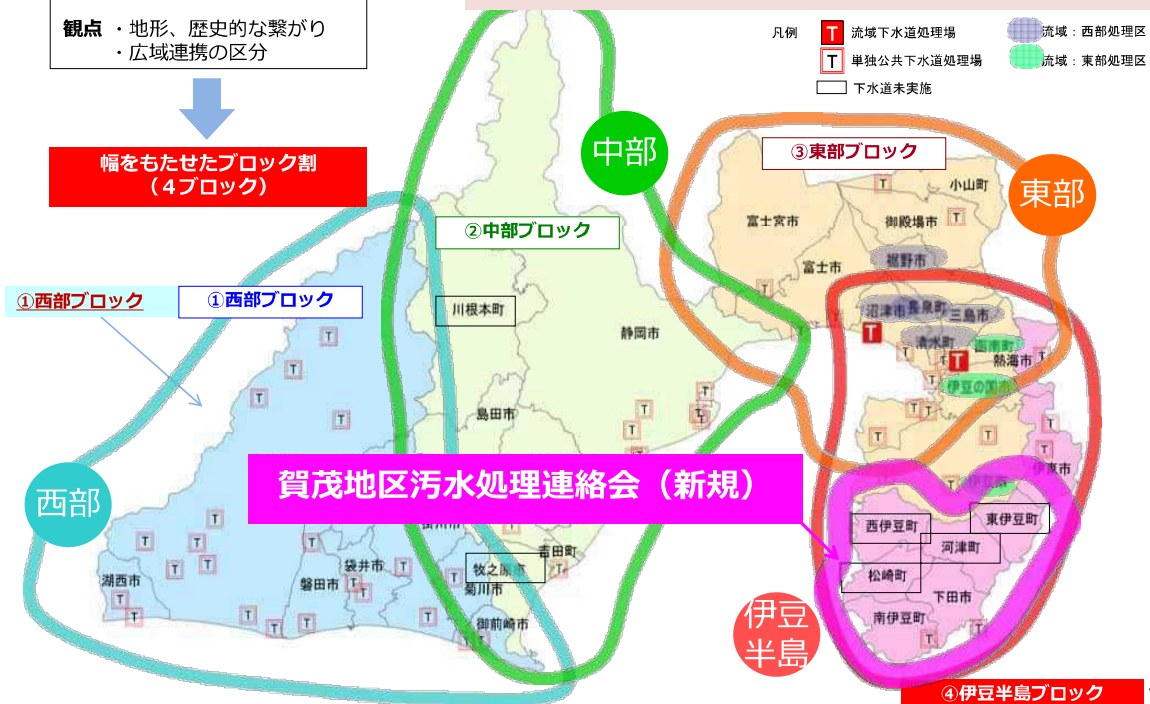 観点 ・地形、歴史的な繋がり
・広域連携の区分
幅をもたせたブロック割
（4ブロック）
凡例
T 流域下水道処理場
流域：西部処理区
T 単独公共下水道処理場
流域：東部処理区
下水道未実施
中部
③東部ブロック
東部
小山町
富士宮市
御殿場市
②中部ブロック
裾野市
富士市
①西部ブロック
①西部ブロック
川根本町
沼津市
長泉町
三島市
静岡市
清水町
函南町
熱海市
伊豆の国市
島田市
賀茂地区汚水処理連絡会（新規）
伊東市
伊豆市
西部
掛川市
西伊豆町
東伊豆町
河津町
吉田町
牧之原市
袋井市
湖西市
磐田市
菊川市
松崎町
下田市
御前崎市
南伊豆町
伊豆
半島
④伊豆半島ブロック